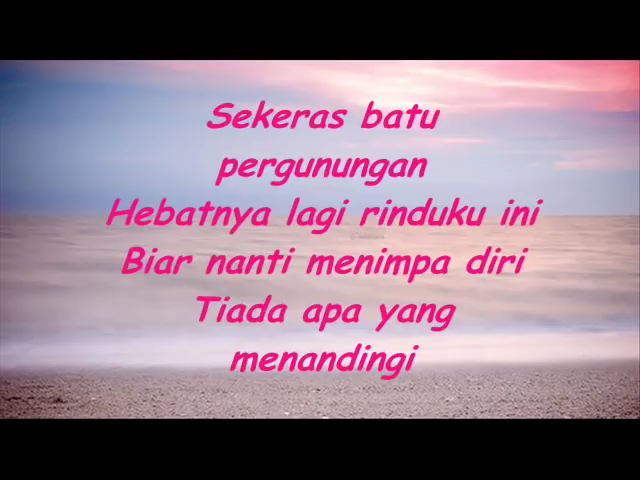 Sekeras batu
pergunungan
Hebatnya lagi rinduku ini
Biar nanti menimpa diri
Tiada apa yang
menandingi